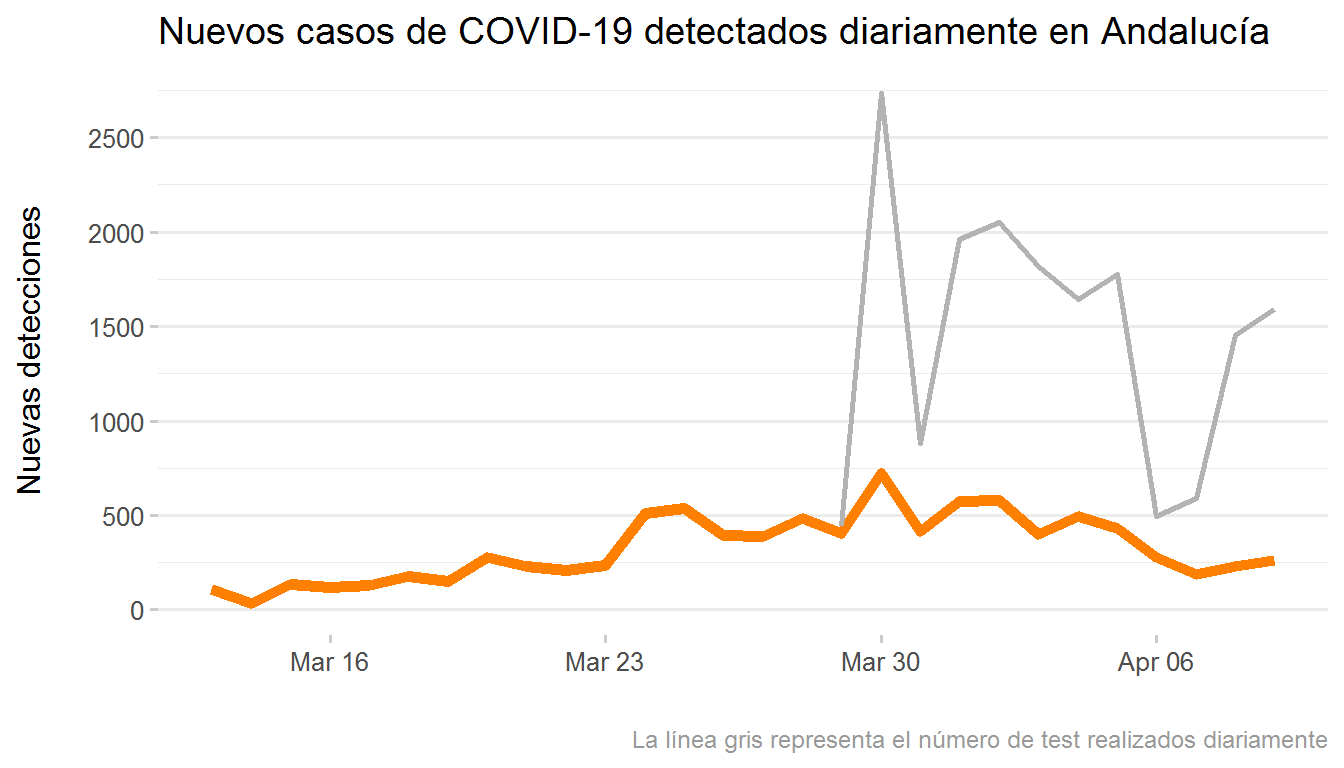 Nuevos casos de COVID-19 detectados diariamente en Andalucía
Nuevas detecciones
2500
2000
1500
1000
500
0
Mar 16 Mar 23 Mar 30 Apr 06
La línea gris representa el número de test realizados diariamente